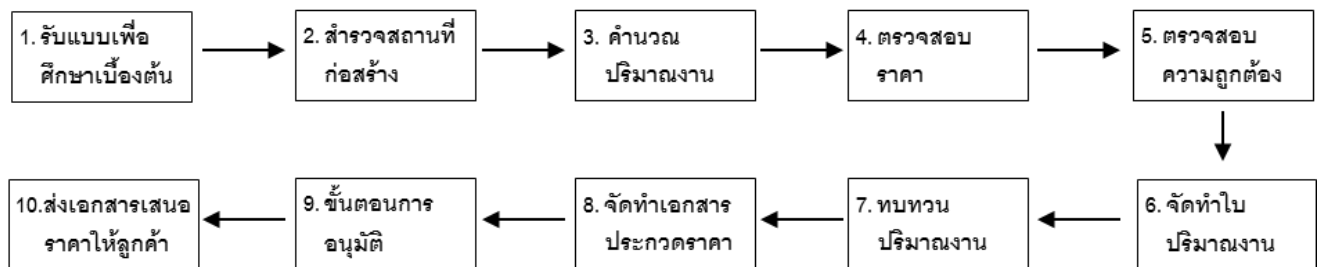 1. รับแบบเพื่อ
ศึกษาเบื้องต้น
2. สำรวจสถานที่
ก่อสร้าง
3. คำนวณ
ปริมาณงาน
4. ตรวจสอบ
ราคา
5. ตรวจสอบ
ความถูกต้อง
6. จัดทำใบ
ปริมาณงาน
7. ทบทวน
ปริมาณงาน
8. จัดทำเอกสาร
ประกวดราคา
9. ขั้นตอนการ
อนุมัติ
10.ส่งเอกสารเสนอ
ราคาให้ลูกค้า